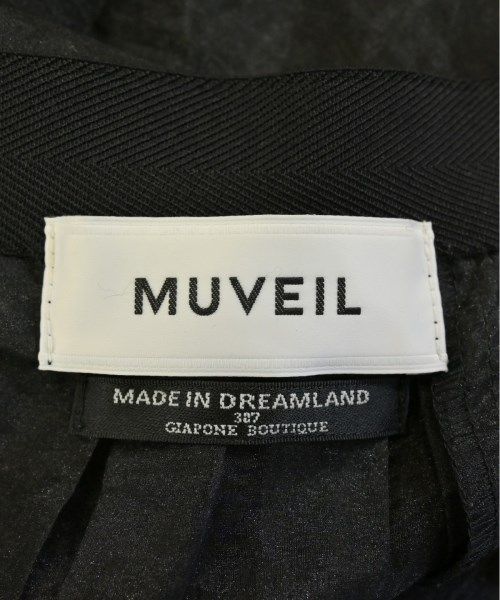 MUVEIL
MADE IN DREAMLAND
387
GIAPONE BOUTIQUE